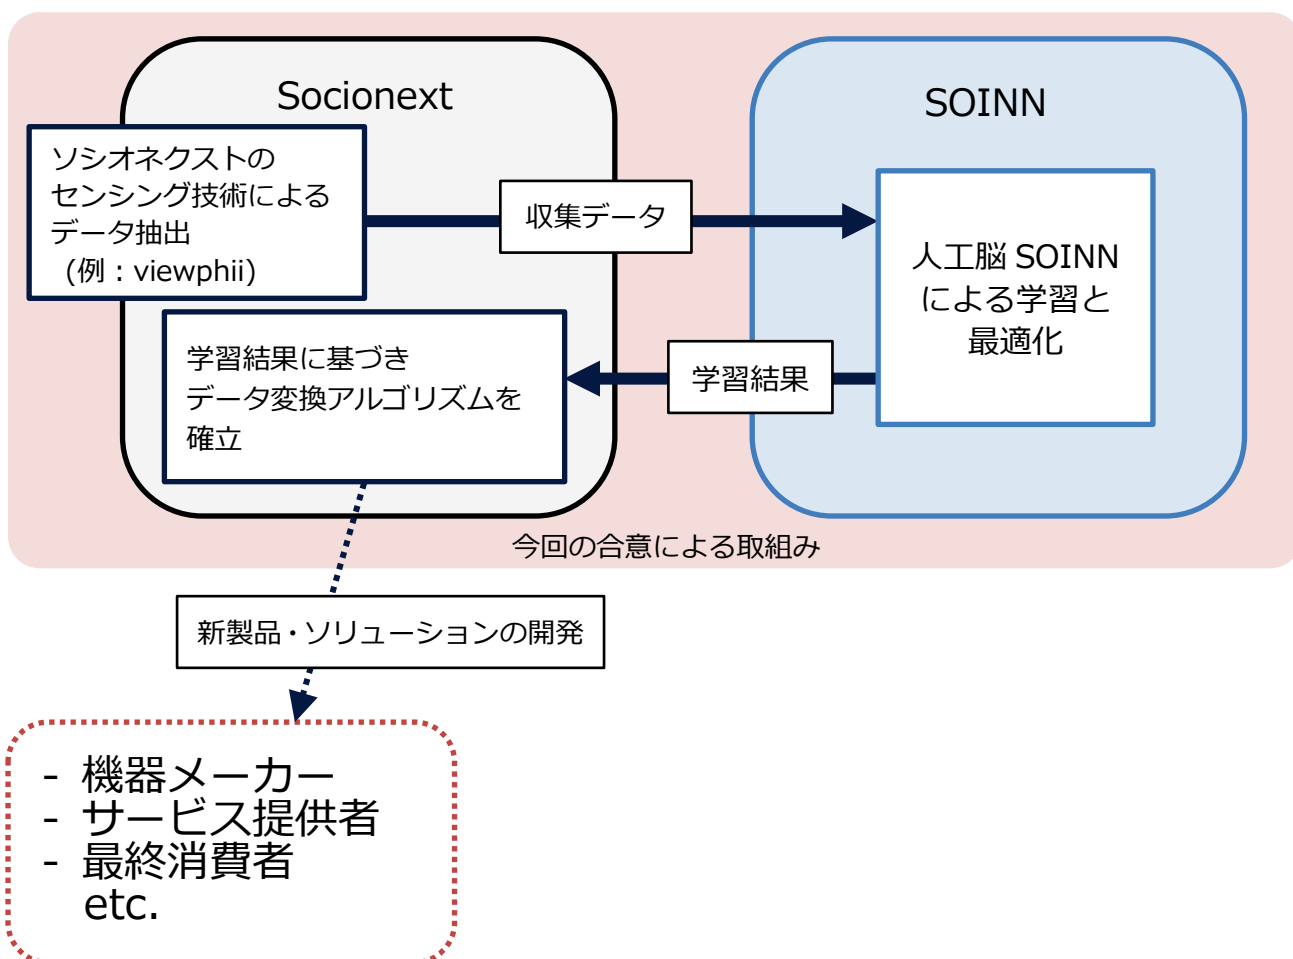 Socionext
SOINN
ソシオネクストの
センシング技術による
データ抽出
(例：viewphii)
収集データ
人工脳 SOINN
による学習と
最適化
学習結果に基づき
データ変換アルゴリズムを
確立
学習結果
今回の合意による取組み
新製品・ソリューションの開発
- 機器メーカー
- サービス提供者
- 最終消費者
etc.